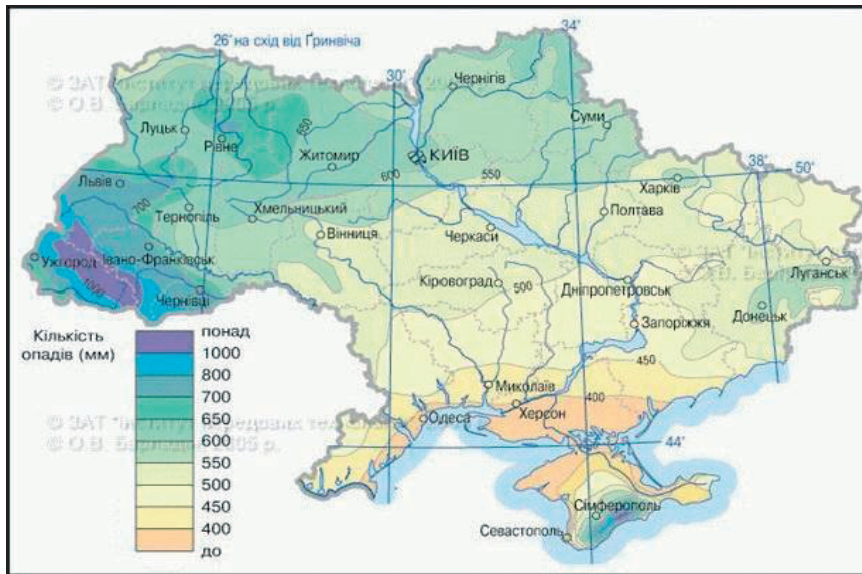 26° на схід від Ґринвіча
34°
30°
Чернігів
Луцьк
Рівне
650
Суми
Житомир
КИЇВ
600
550
38°
50°
Львів
Харків
700
Тернопіль
Хмельницький
Полтава
Вінниця
Черкаси
Ужгород
Івано-Франківськ
Луганськ
1000
Чернівці
Кіровоград
500
Дніпропетровськ
Донецьк
Запоріжжя
450
Миколаїв
400
Одеса
Херсон
44°
Сімферополь
Севастополь
Кількість
опадів (мм)
понад
1000
800
700
650
600
550
500
450
400
до
© О.В. Барладін 2005 р.